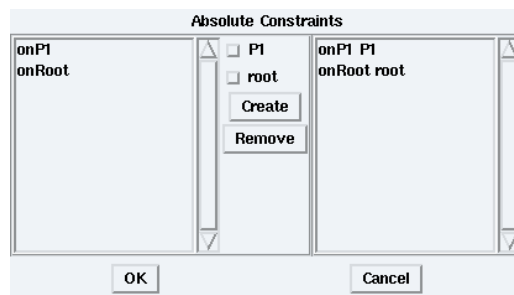 Absolute Constraints
onP1
onRoot
P1
root
Create
Remove
onP1 P1
onRoot root
OK
Cancel